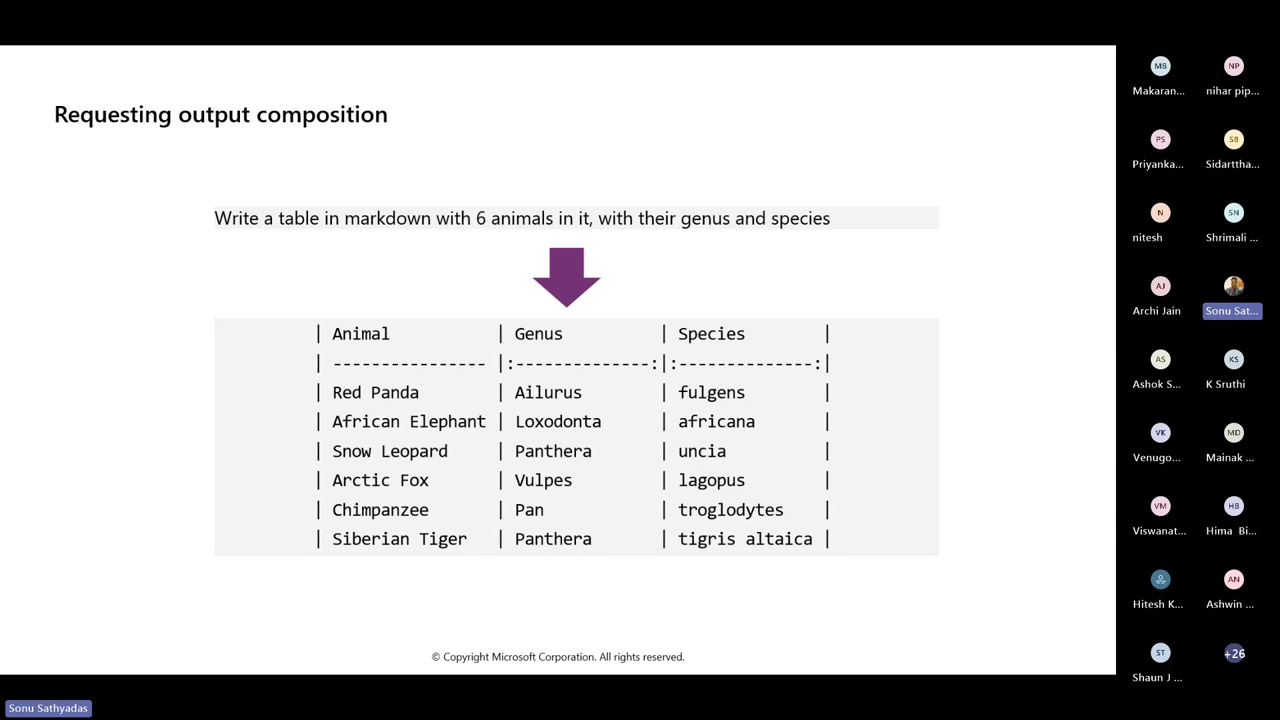 Requesting output composition
Write a table in markdown with 6 animals in it, with their genus and species
| Animal | Genus | Species |
| ---------------- |:--------------:|:--------------:|
| Red Panda | Ailurus | fulgens |
| African Elephant | Loxodonta | africana |
| Snow Leopard | Panthera | uncia |
| Arctic Fox | Vulpes | lagopus |
| Chimpanzee | Pan | troglodytes |
| Siberian Tiger | Panthera | tigris altaica |
© Copyright Microsoft Corporation. All rights reserved.
Sonu Sathyadas
MB NP
Makaran... nihar pip...
PS SB
Priyanka... Sidarttha...
N SN
nitesh Shrimali ...
AJ
Archi Jain Sonu Sat...
AS KS
Ashok S... K Sruthi
VK MD
Venugo... Mainak ...
VM HB
Viswanat... Hima Bi...
AN
Hitesh K... Ashwin ...
ST +26
Shaun J ...